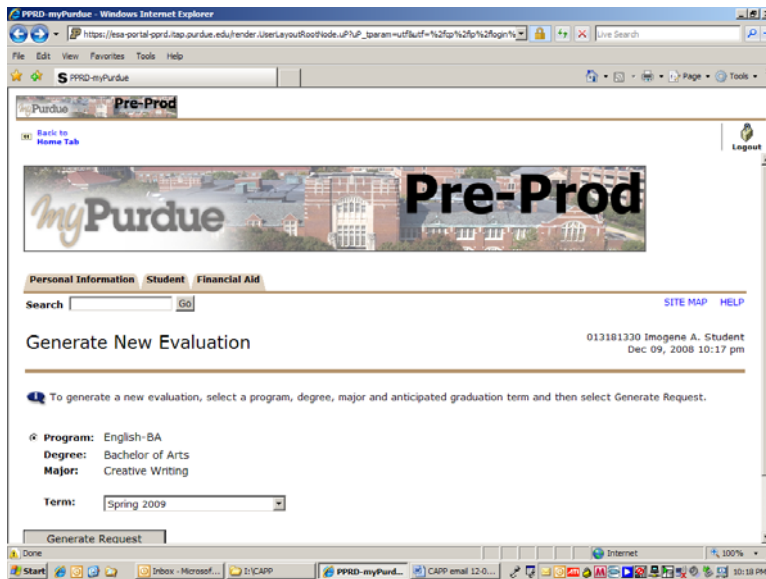 PPRD-myPurdue - Windows Internet Explorer
https://esa-portal-pprd.itap.purdue.edu/render.UserLayoutRootNode.uP?uP_tparam=utf&utf=%2fcp%2fip%2flogin%
Live Search
File Edit View Favorites Tools Help
PPRD-myPurdue
Page Tools
Purdue Pre-Prod
Back to
Home Tab
Logout
myPurdue Pre-Prod
Personal Information Student Financial Aid
Search Go SITE MAP HELP
Generate New Evaluation
013181330 Imogene A. Student
Dec 09, 2008 10:17 pm
To generate a new evaluation, select a program, degree, major and anticipated graduation term and then select Generate Request.
Program: English-BA
Degree: Bachelor of Arts
Major: Creative Writing
Term: Spring 2009
Generate Request
Done Internet 100%
Start Inbox - Microsof... I:\CAPP PPRD-myPurd... CAPP email 12-0... 10:18 PM